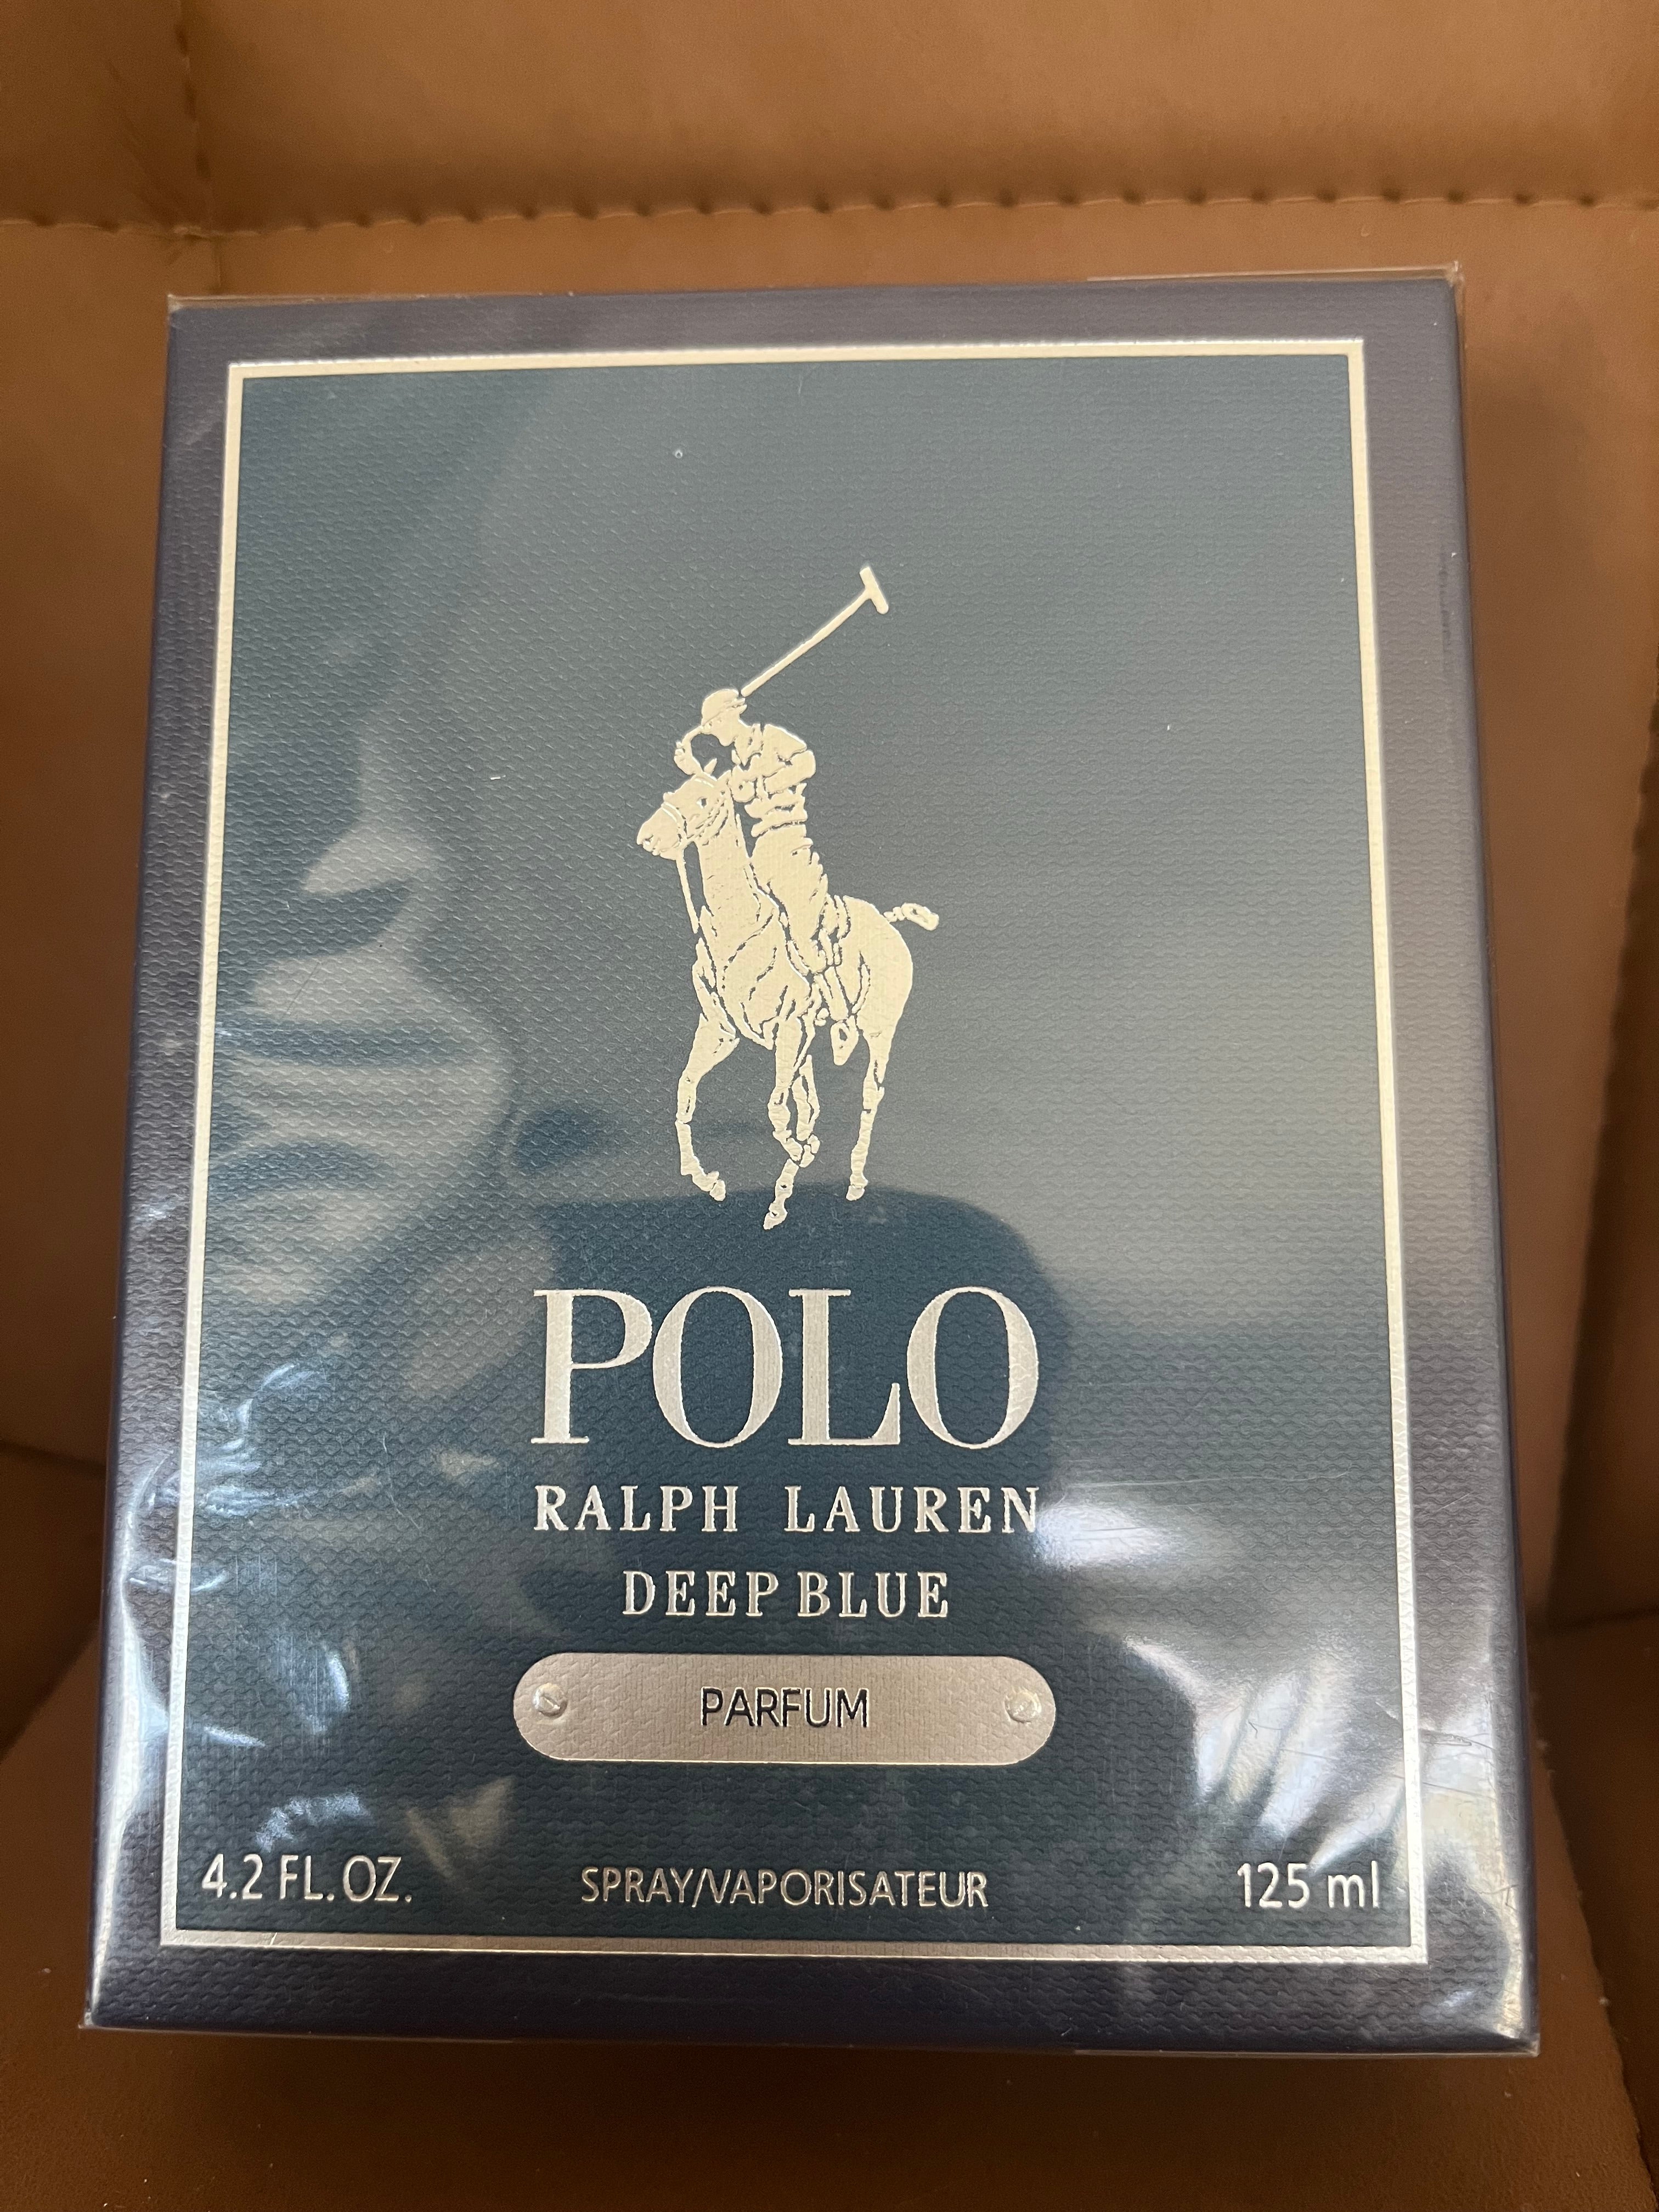 POLO
RALPH LAUREN
DEEP BLUE
PARFUM
4.2 FL. OZ. SPRAY/VAPORISATEUR 125 ml